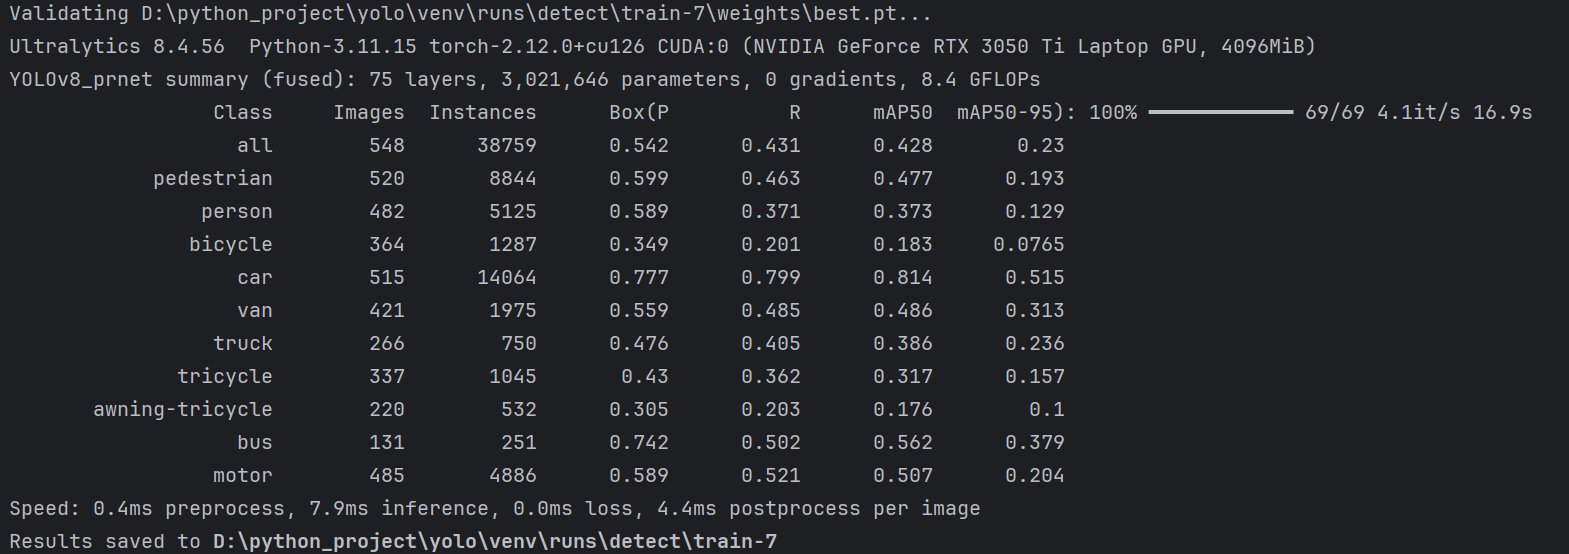 Validating D:\python_project\yolo\venv\runs\detect\train-7\weights\best.pt...
Ultralytics 8.4.56  Python-3.11.15 torch-2.12.0+cu126 CUDA:0 (NVIDIA GeForce RTX 3050 Ti Laptop GPU, 4096MiB)
YOLOv8_prnet summary (fused): 75 layers, 3,021,646 parameters, 0 gradients, 8.4 GFLOPs
Class Images Instances Box(P R mAP50 mAP50-95): 100% ━━━━━━━━━━━━ 69/69 4.1it/s 16.9s
all 548 38759 0.542 0.431 0.428 0.23
pedestrian 520 8844 0.599 0.463 0.477 0.193
person 482 5125 0.589 0.371 0.373 0.129
bicycle 364 1287 0.349 0.201 0.183 0.0765
car 515 14064 0.777 0.799 0.814 0.515
van 421 1975 0.559 0.485 0.486 0.313
truck 266 750 0.476 0.405 0.386 0.236
tricycle 337 1045 0.43 0.362 0.317 0.157
awning-tricycle 220 532 0.305 0.203 0.176 0.1
bus 131 251 0.742 0.502 0.562 0.379
motor 485 4886 0.589 0.521 0.507 0.204
Speed: 0.4ms preprocess, 7.9ms inference, 0.0ms loss, 4.4ms postprocess per image
Results saved to D:\python_project\yolo\venv\runs\detect\train-7